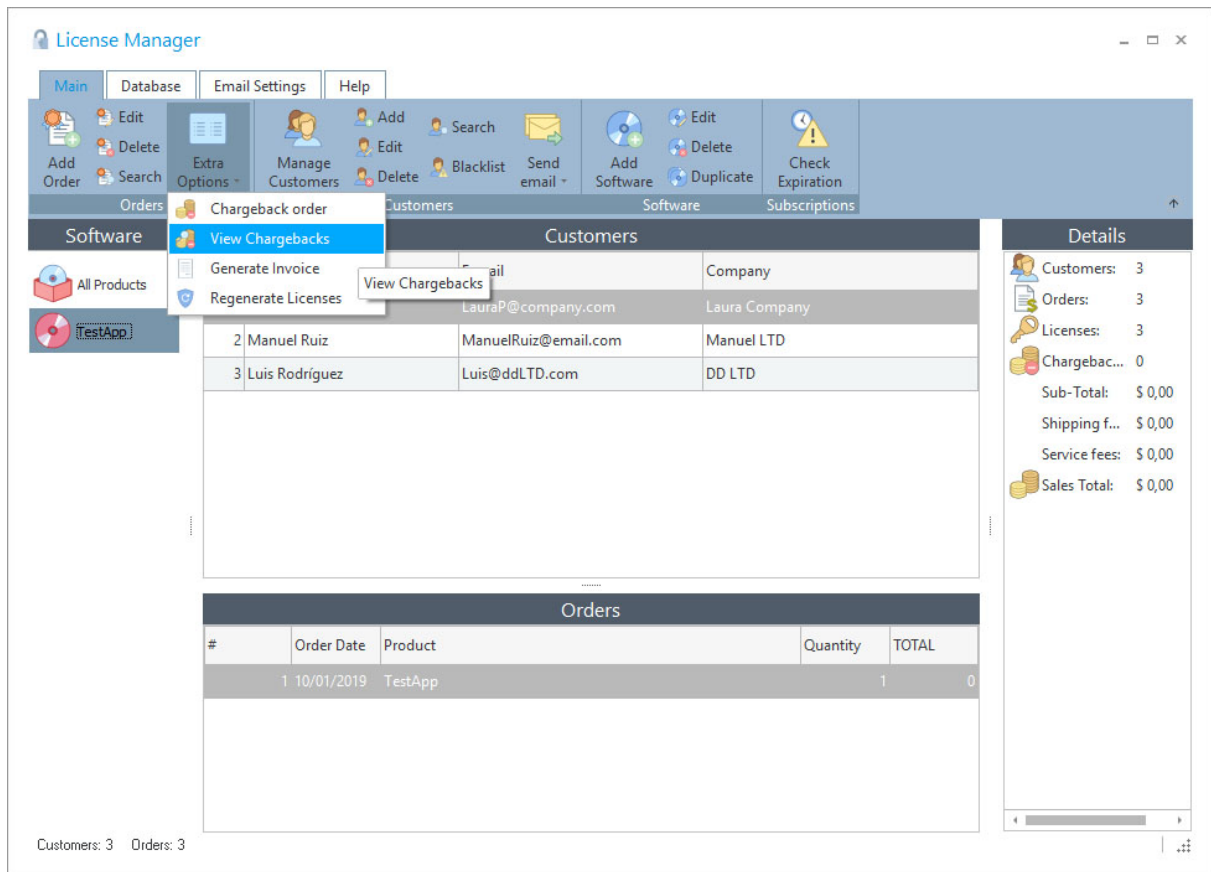 License Manager
Main Database Email Settings Help
Add Order
Edit
Delete
Search
Extra Options
Orders
Manage Customers
Add
Edit
Delete
Search
Blacklist
Send email
Customers
Add Software
Edit
Delete
Duplicate
Software
Check Expiration
Subscriptions
Chargeback order
View Chargebacks
Generate Invoice
Regenerate Licenses
View Chargebacks
Software
All Products
TestApp
Customers
Company
LauraP@company.com Laura Company
2 Manuel Ruiz ManuelRuiz@email.com Manuel LTD
3 Luis Rodríguez Luis@ddLTD.com DD LTD
Orders
# Order Date Product Quantity TOTAL
1 10/01/2019 TestApp 1 0
Details
Customers: 3
Orders: 3
Licenses: 3
Chargebac... 0
Sub-Total: $ 0,00
Shipping f... $ 0,00
Service fees: $ 0,00
Sales Total: $ 0,00
Customers: 3 Orders: 3